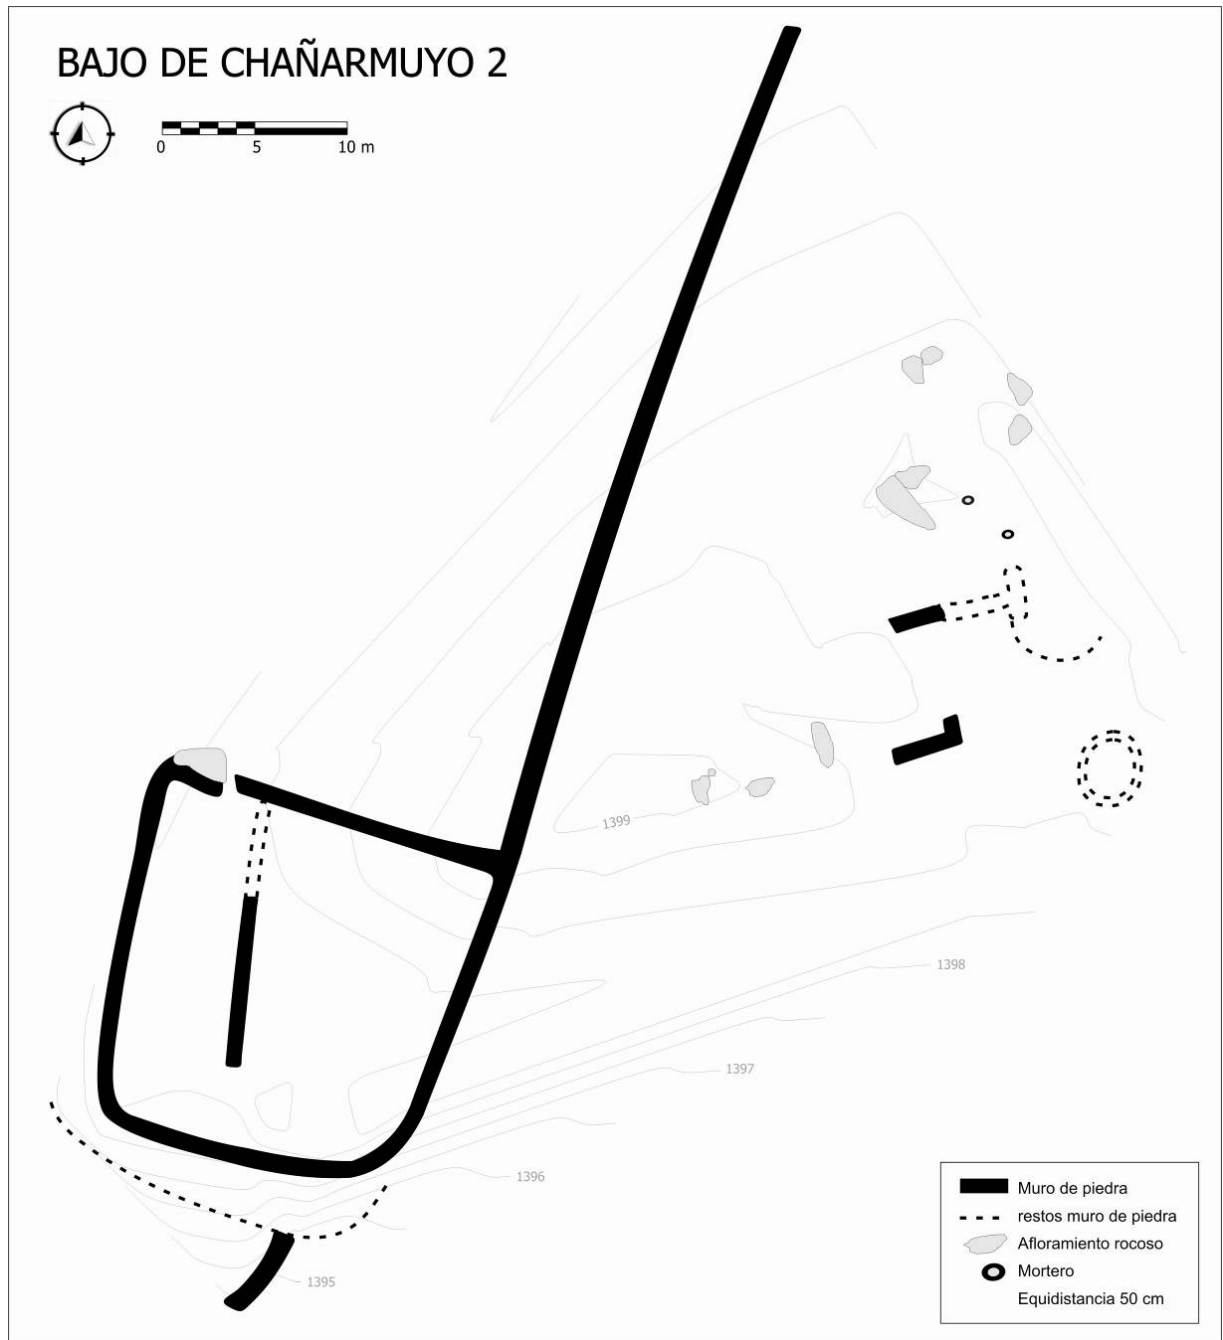 BAJO DE CHAÑARMUYO 2
0 5 10 m
1399
1398
1397
1396
1395
Muro de piedra
restos muro de piedra
Afloramiento rocoso
Mortero
Equidistancia 50 cm